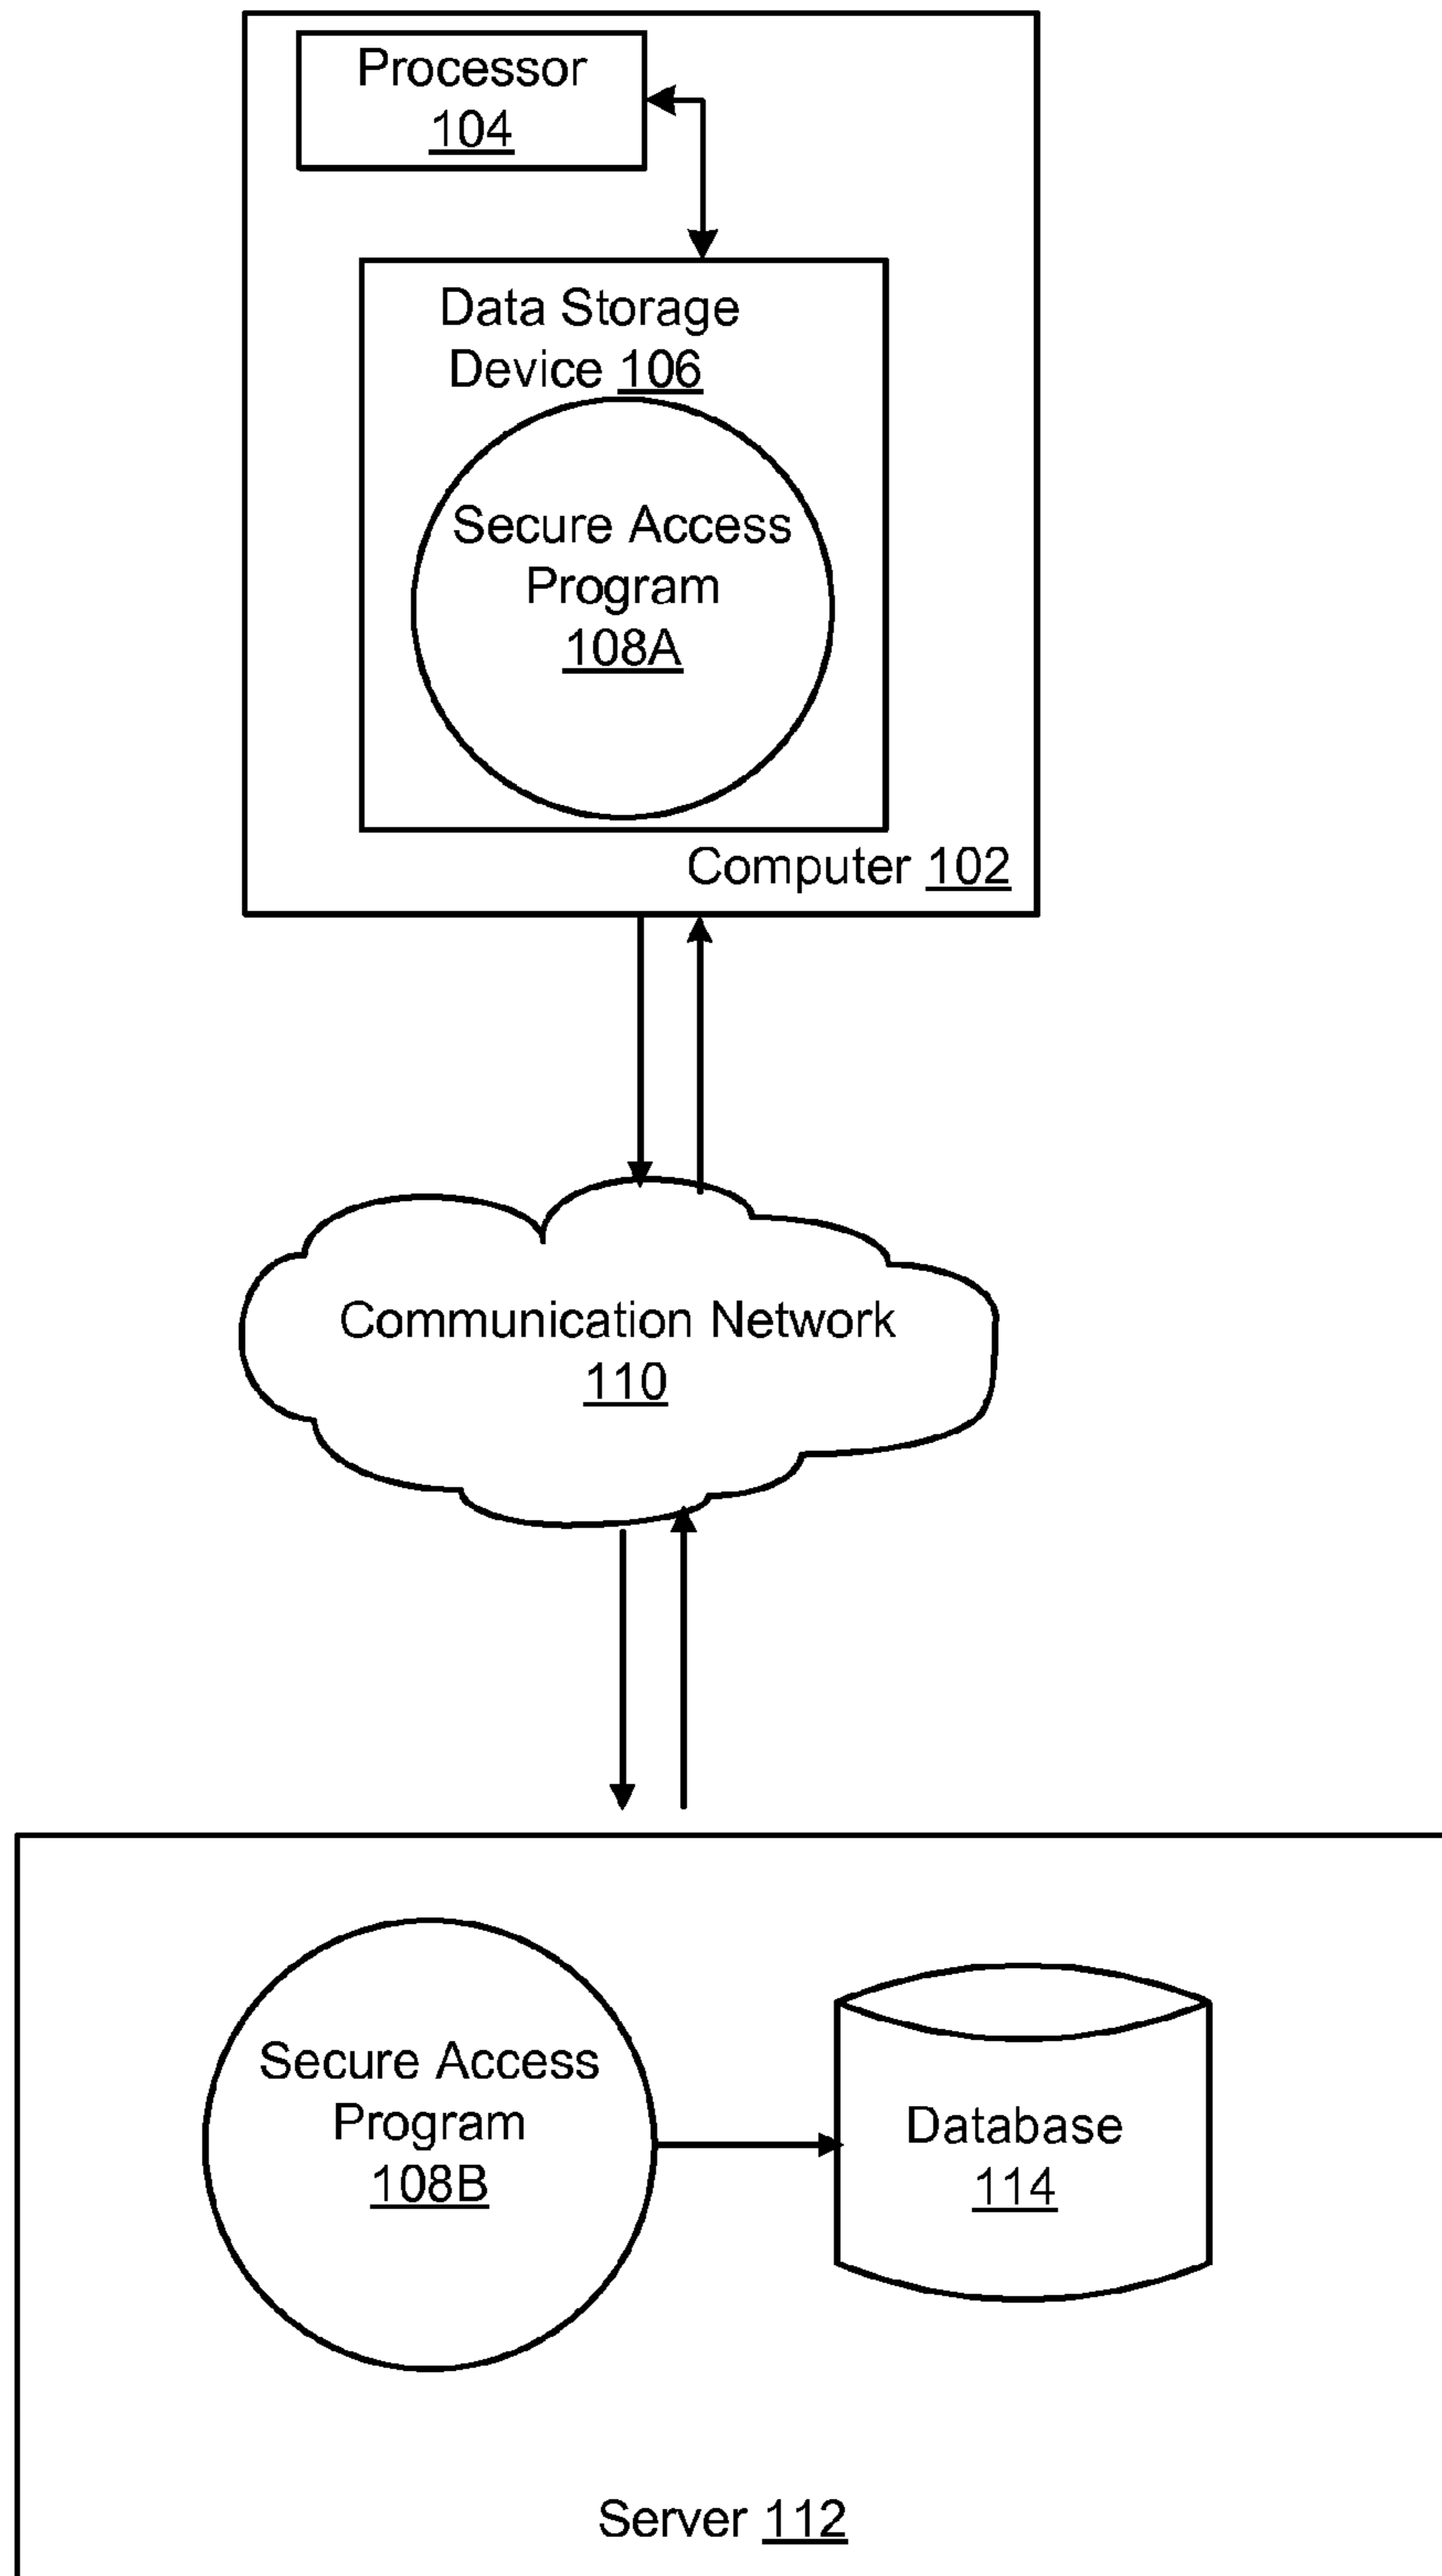 Processor
104
Data Storage
Device 106
Secure Access
Program
108A
Computer 102
Communication Network
110
Secure Access
Program
108B
Database
114
Server 112